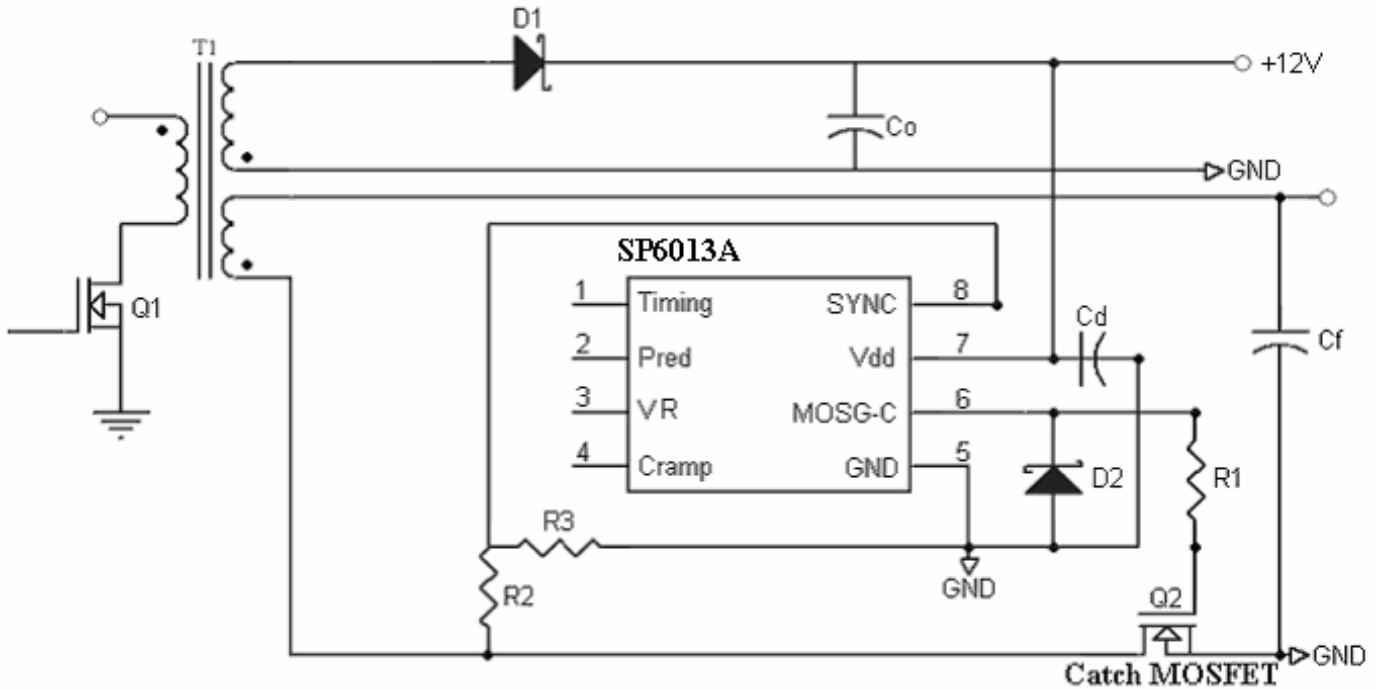 D1
T1
+12V
Co
GND
SP6013A
Q1
1 Timing SYNC 8
Cd
Cf
2 Pred Vdd 7
3 VR MOSG-C 6
4 Cramp GND 5
D2
R1
R3
GND
R2
Q2
GND
Catch MOSFET